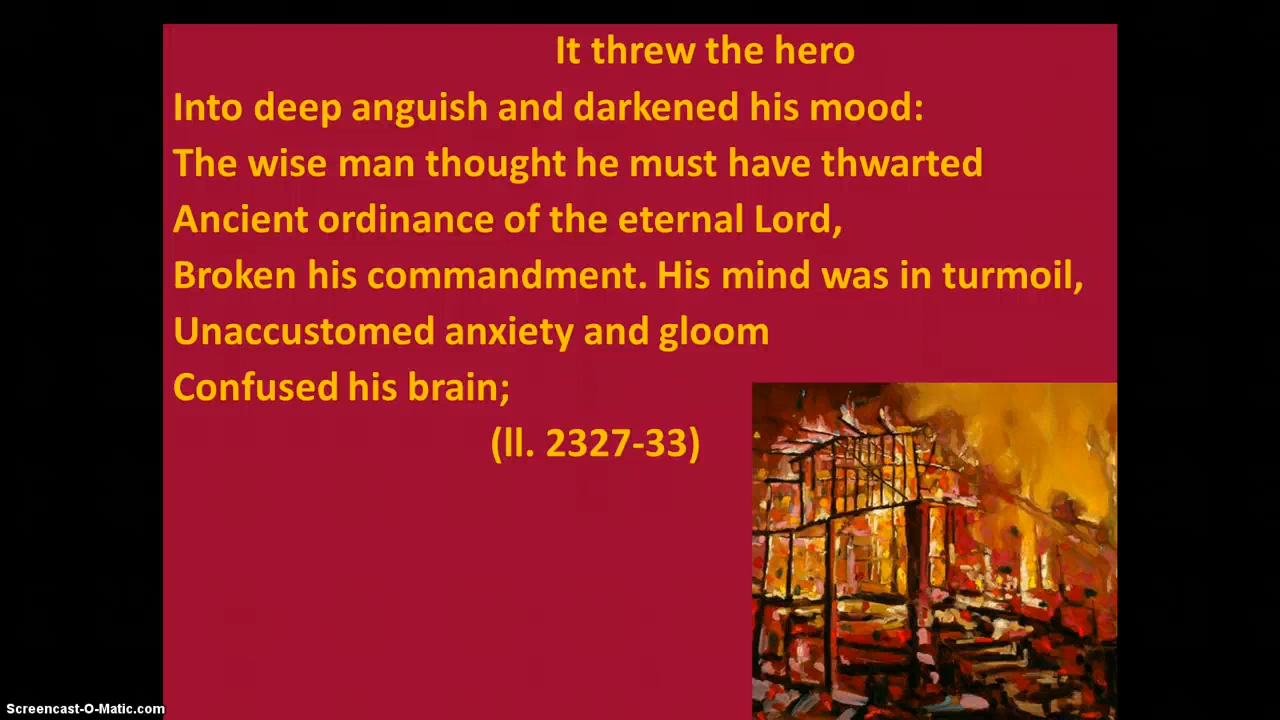 It threw the hero
Into deep anguish and darkened his mood:
The wise man thought he must have thwarted
Ancient ordinance of the eternal Lord,
Broken his commandment. His mind was in turmoil,
Unaccustomed anxiety and gloom
Confused his brain;
(ll. 2327-33)
Screencast-O-Matic.com